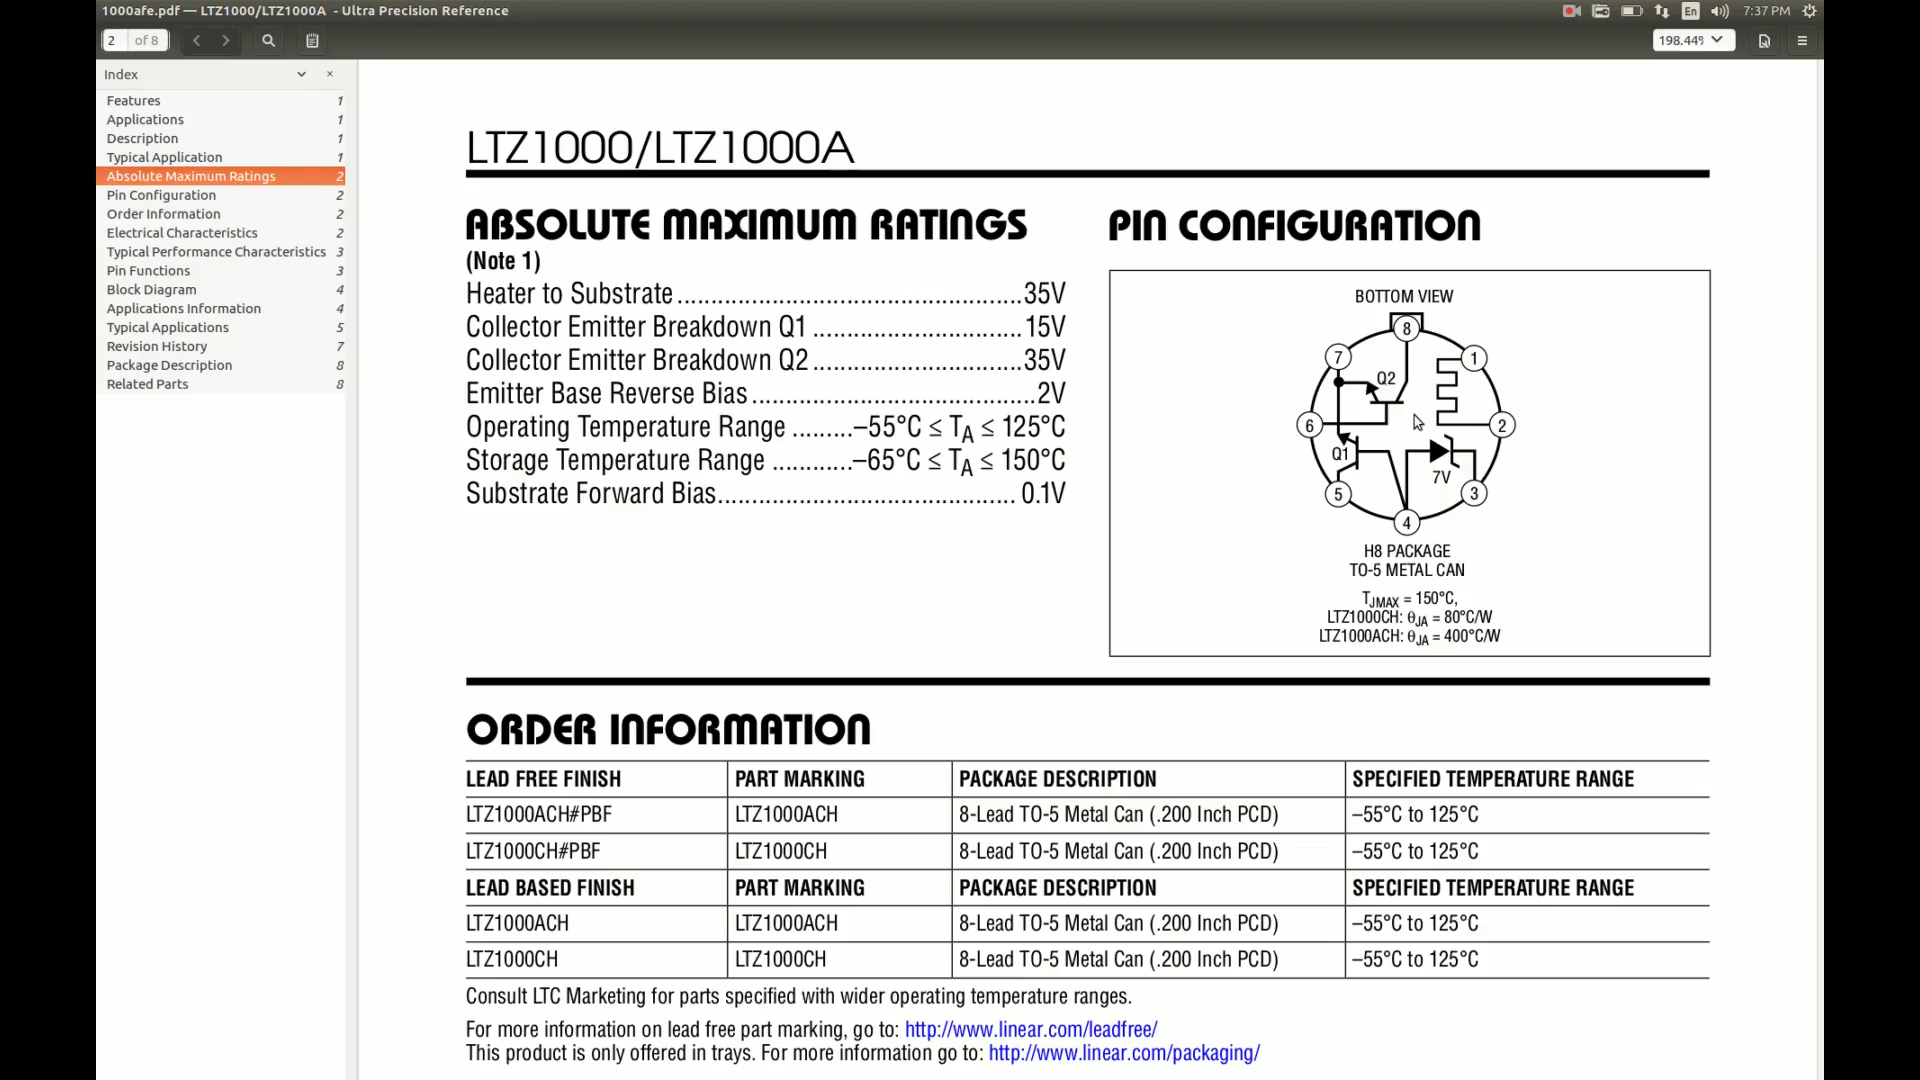 1000afe.pdf — LTZ1000/LTZ1000A - Ultra Precision Reference
En
7:37 PM
2 of 8
198.44%
Index
Features 1
Applications 1
Description 1
Typical Application 1
Absolute Maximum Ratings 2
Pin Configuration 2
Order Information 2
Electrical Characteristics 2
Typical Performance Characteristics 3
Pin Functions 3
Block Diagram 4
Applications Information 4
Typical Applications 5
Revision History 7
Package Description 8
Related Parts 8
LTZ1000/LTZ1000A
ABSOLUTE MAXIMUM RATINGS
(Note 1)
Heater to Substrate....................................................35V
Collector Emitter Breakdown Q1 ................................15V
Collector Emitter Breakdown Q2 ................................35V
Emitter Base Reverse Bias...........................................2V
Operating Temperature Range .........–55°C ≤ TA ≤ 125°C
Storage Temperature Range ............–65°C ≤ TA ≤ 150°C
Substrate Forward Bias............................................. 0.1V
PIN CONFIGURATION
BOTTOM VIEW
8
7
1
Q2
6
2
Q1
7V
5
3
4
H8 PACKAGE
TO-5 METAL CAN
TJMAX = 150°C,
LTZ1000CH: θJA = 80°C/W
LTZ1000ACH: θJA = 400°C/W
ORDER INFORMATION
LEAD FREE FINISH PART MARKING PACKAGE DESCRIPTION SPECIFIED TEMPERATURE RANGE
LTZ1000ACH#PBF LTZ1000ACH 8-Lead TO-5 Metal Can (.200 Inch PCD) –55°C to 125°C
LTZ1000CH#PBF LTZ1000CH 8-Lead TO-5 Metal Can (.200 Inch PCD) –55°C to 125°C
LEAD BASED FINISH PART MARKING PACKAGE DESCRIPTION SPECIFIED TEMPERATURE RANGE
LTZ1000ACH LTZ1000ACH 8-Lead TO-5 Metal Can (.200 Inch PCD) –55°C to 125°C
LTZ1000CH LTZ1000CH 8-Lead TO-5 Metal Can (.200 Inch PCD) –55°C to 125°C
Consult LTC Marketing for parts specified with wider operating temperature ranges.
For more information on lead free part marking, go to: http://www.linear.com/leadfree/
This product is only offered in trays. For more information go to: http://www.linear.com/packaging/